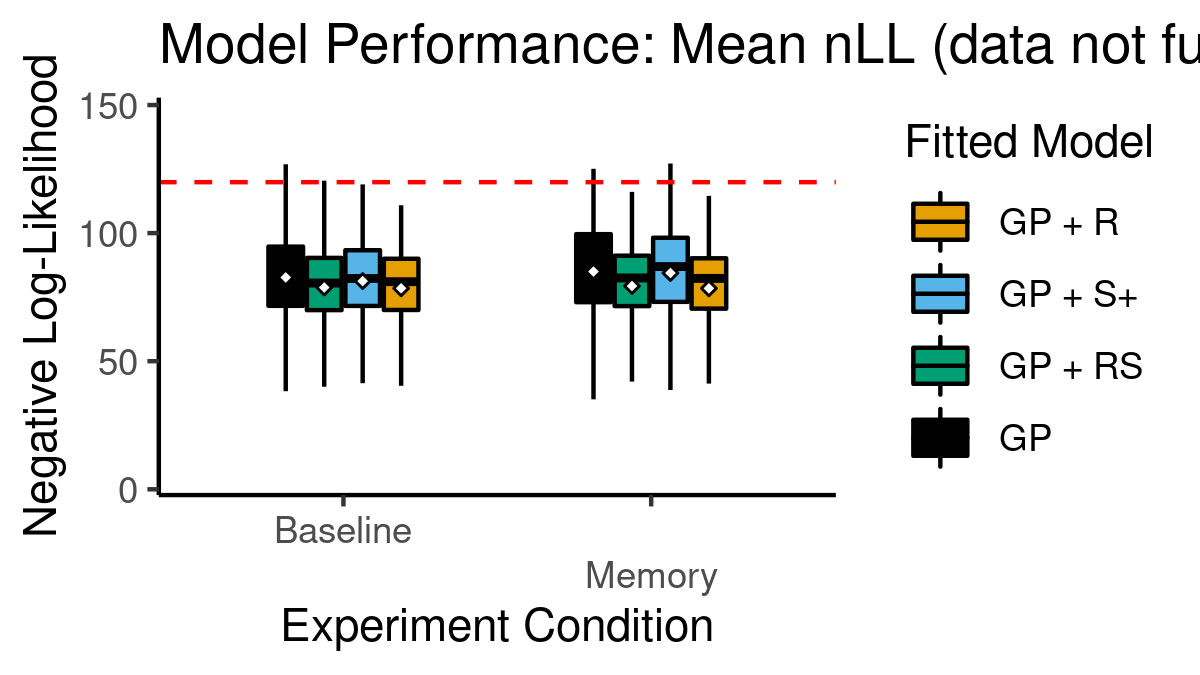 Model Performance: Mean nLL (data not fu
Negative Log-Likelihood
150
100
50
0
Baseline
Memory
Experiment Condition
Fitted Model
GP + R
GP + S+
GP + RS
GP